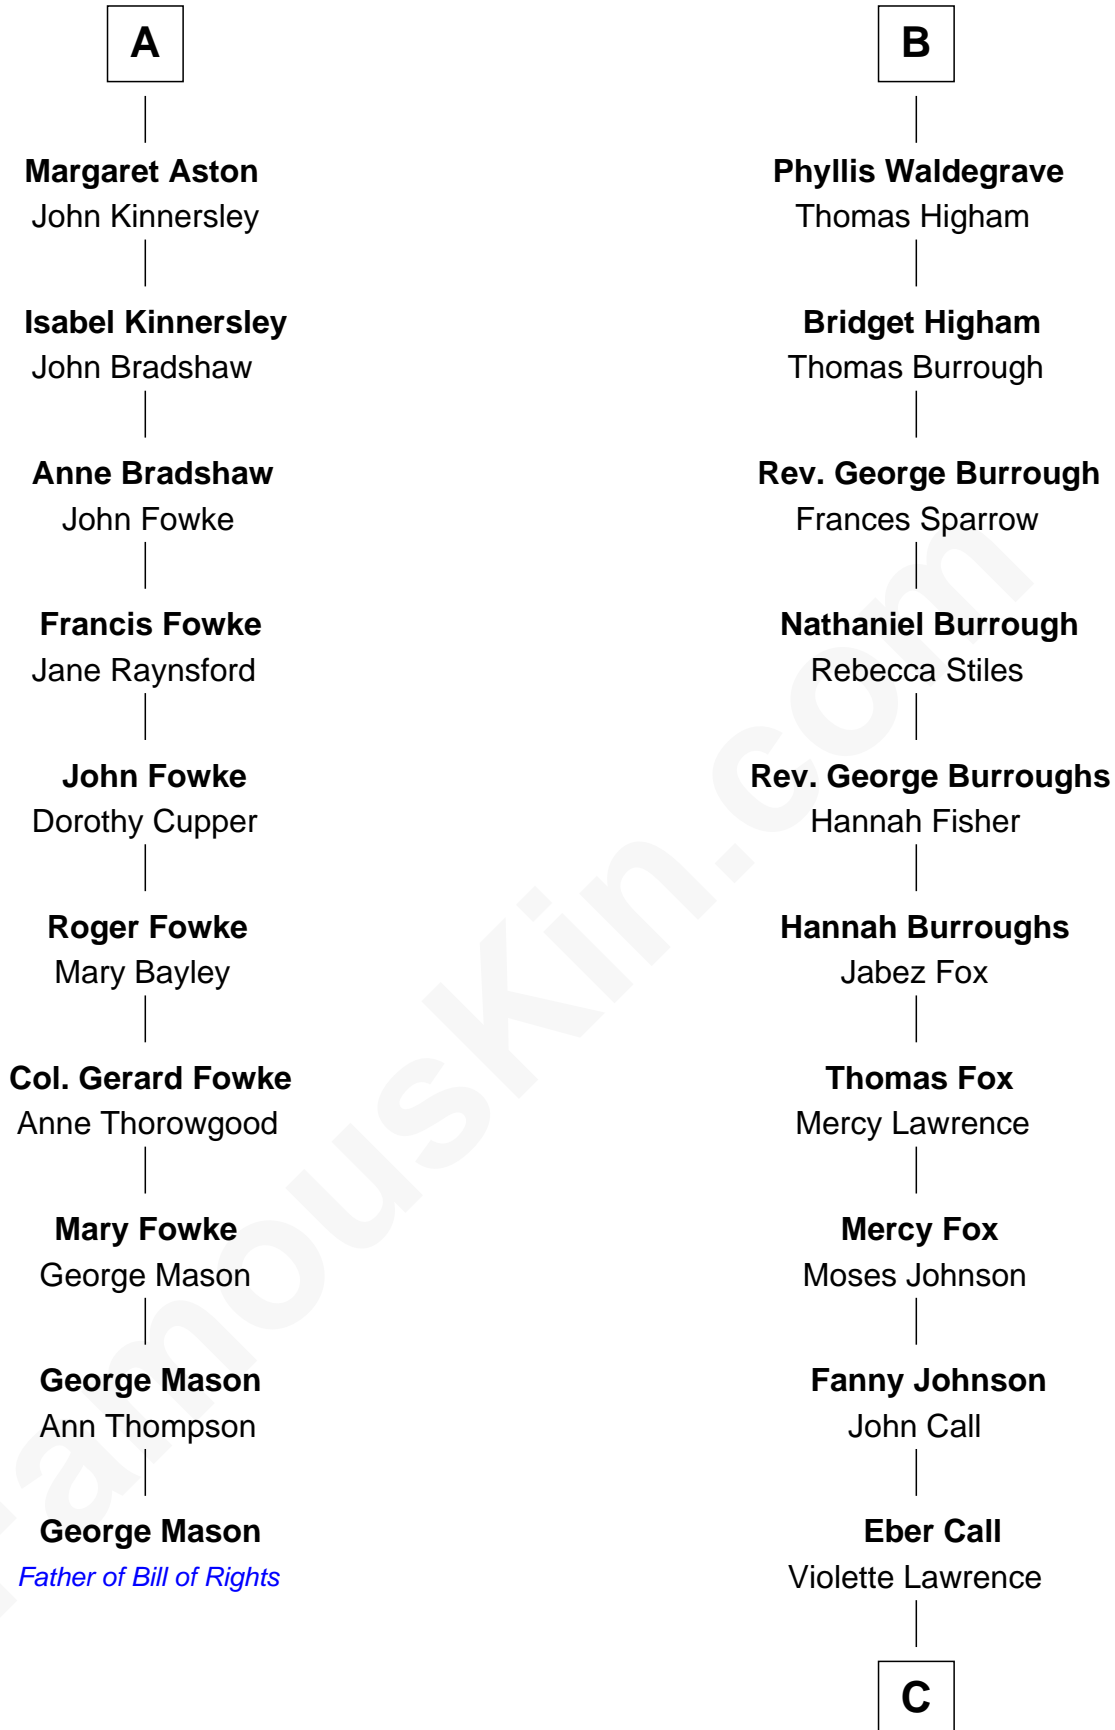 A
Margaret Aston
John Kinnersley
Isabel Kinnersley
John Bradshaw
Anne Bradshaw
John Fowke
Francis Fowke
Jane Raynsford
John Fowke
Dorothy Cupper
Roger Fowke
Mary Bayley
Col. Gerard Fowke
Anne Thorowgood
Mary Fowke
George Mason
George Mason
Ann Thompson
George Mason
Father of Bill of Rights
B
Phyllis Waldegrave
Thomas Higham
Bridget Higham
Thomas Burrough
Rev. George Burrough
Frances Sparrow
Nathaniel Burrough
Rebecca Stiles
Rev. George Burroughs
Hannah Fisher
Hannah Burroughs
Jabez Fox
Thomas Fox
Mercy Lawrence
Mercy Fox
Moses Johnson
Fanny Johnson
John Call
Eber Call
Violette Lawrence
C
FamousKin.com